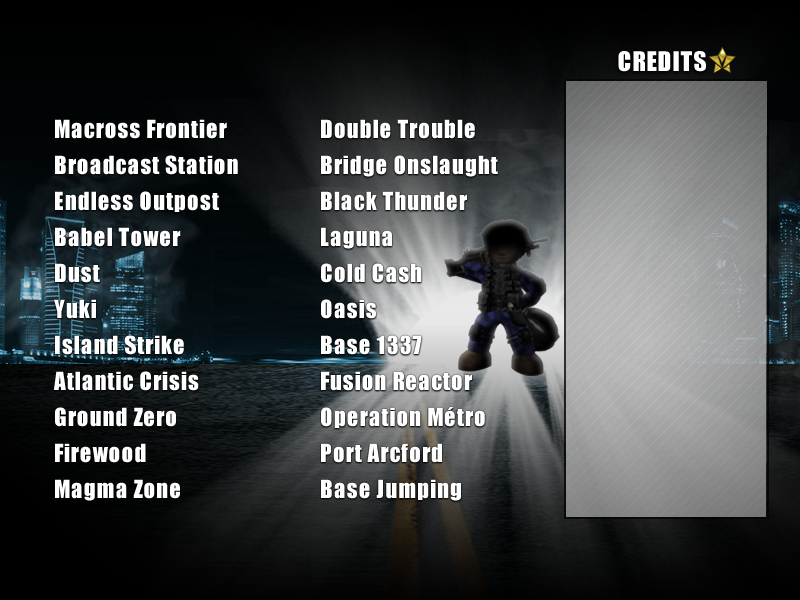 CREDITS
Macross Frontier
Broadcast Station
Endless Outpost
Babel Tower
Dust
Yuki
Island Strike
Atlantic Crisis
Ground Zero
Firewood
Magma Zone
Double Trouble
Bridge Onslaught
Black Thunder
Laguna
Cold Cash
Oasis
Base 1337
Fusion Reactor
Operation Métro
Port Arcford
Base Jumping